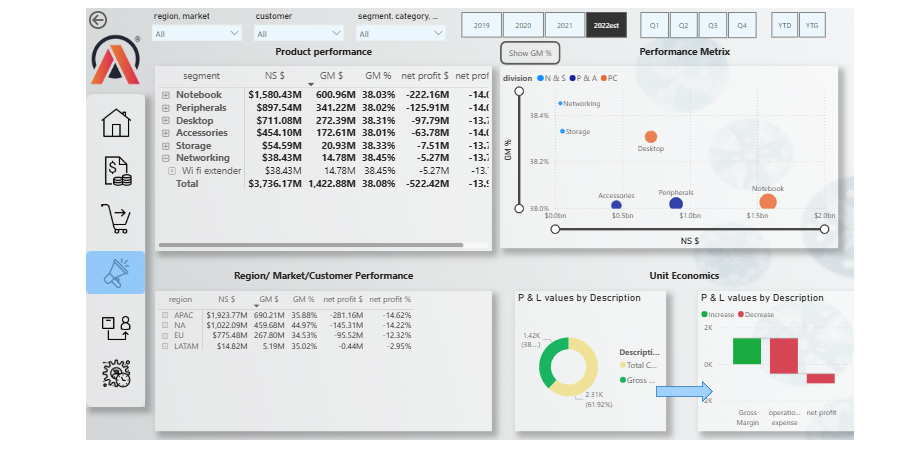 region, market customer segment, category, ...
All All All
2019 2020 2021 2022est Q1 Q2 Q3 Q4 YTD YTG
®
Product performance
Show GM %
Performance Metrix
segment NS $ GM $ GM % net profit $ net prof
Notebook $1,580.43M 600.96M 38.03% -222.16M -14.0
Peripherals $897.54M 341.22M 38.02% -125.91M -14.0
Desktop $711.08M 272.39M 38.31% -97.79M -13.7
Accessories $454.10M 172.61M 38.01% -63.78M -14.0
Storage $54.59M 20.93M 38.33% -7.51M -13.7
Networking $38.43M 14.78M 38.45% -5.27M -13.7
Wi fi extender $38.43M 14.78M 38.45% -5.27M -13.7
Total $3,736.17M 1,422.88M 38.08% -522.42M -13.9
division N & S P & A PC
GM %
38.4%
38.2%
38.0%
Networking
Storage
Desktop
Accessories
Peripherals
Notebook
$0.0bn $0.5bn $1.0bn $1.5bn $2.0bn
NS $
Region/ Market/Customer Performance
region NS $ GM $ GM % net profit $ net profit %
APAC $1,923.77M 690.21M 35.88% -281.16M -14.62%
NA $1,022.09M 459.68M 44.97% -145.31M -14.22%
EU $775.48M 267.80M 34.53% -95.52M -12.32%
LATAM $14.82M 5.19M 35.02% -0.44M -2.95%
Unit Economics
P & L values by Description
1.42K
(38....)
2.31K
(61.92%)
Descripti...
Total C...
Gross ...
P & L values by Description
Increase Decrease
2K
0K
2K
Gross Margin
operatio... expense
net profit